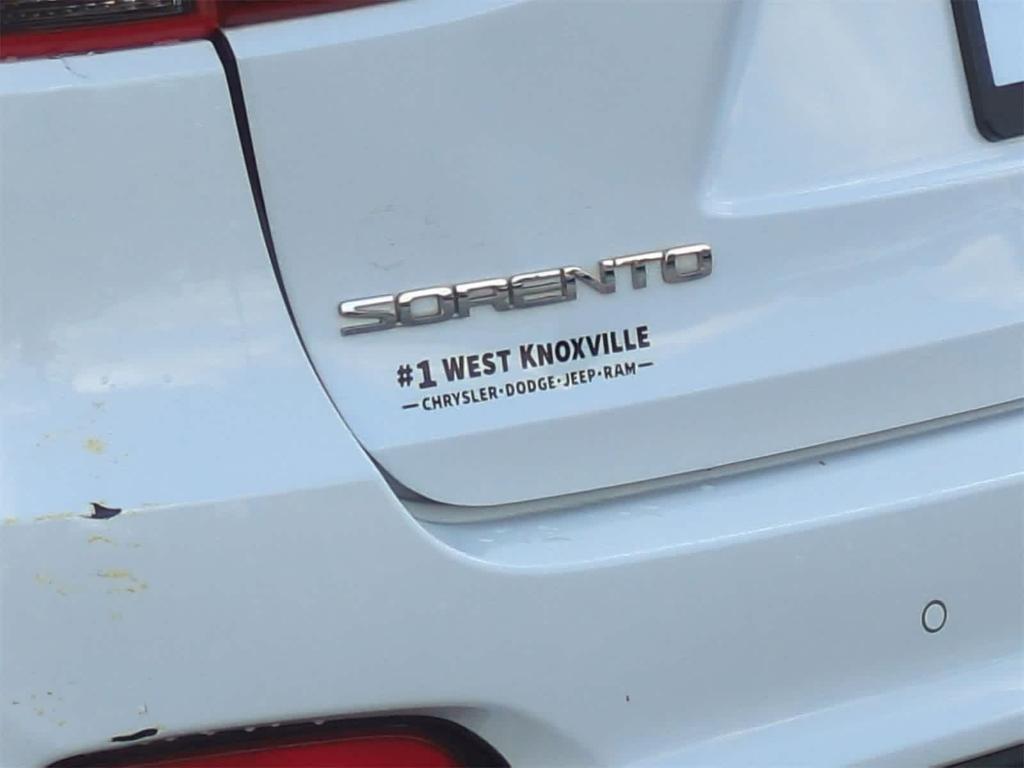 SORENTO
#1 WEST KNOXVILLE
—CHRYSLER•DODGE•JEEP•RAM—